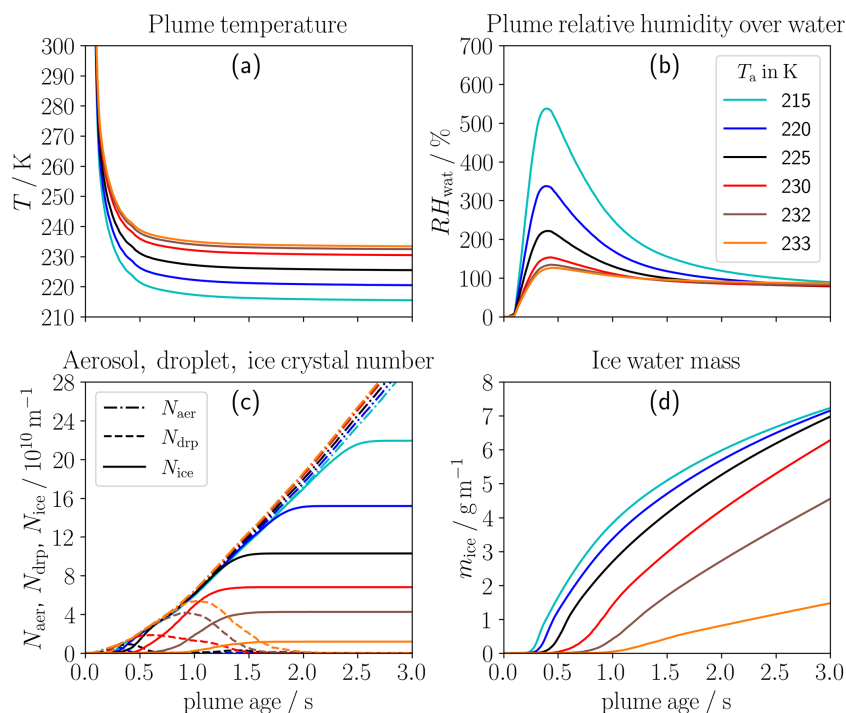 Plume temperature
300
290
280
270
260
250
240
230
220
210
T / K
(a)
Plume relative humidity over water
700
600
500
400
300
200
100
0
RH_wat / %
(b)
T_a in K
215
220
225
230
232
233
Aerosol, droplet, ice crystal number
28
24
20
16
12
8
4
0
N_aer, N_drp, N_ice / 10^10 m^−1
(c)
N_aer
N_drp
N_ice
0.0 0.5 1.0 1.5 2.0 2.5 3.0
plume age / s
Ice water mass
8
7
6
5
4
3
2
1
0
m_ice / g m^−1
(d)
0.0 0.5 1.0 1.5 2.0 2.5 3.0
plume age / s